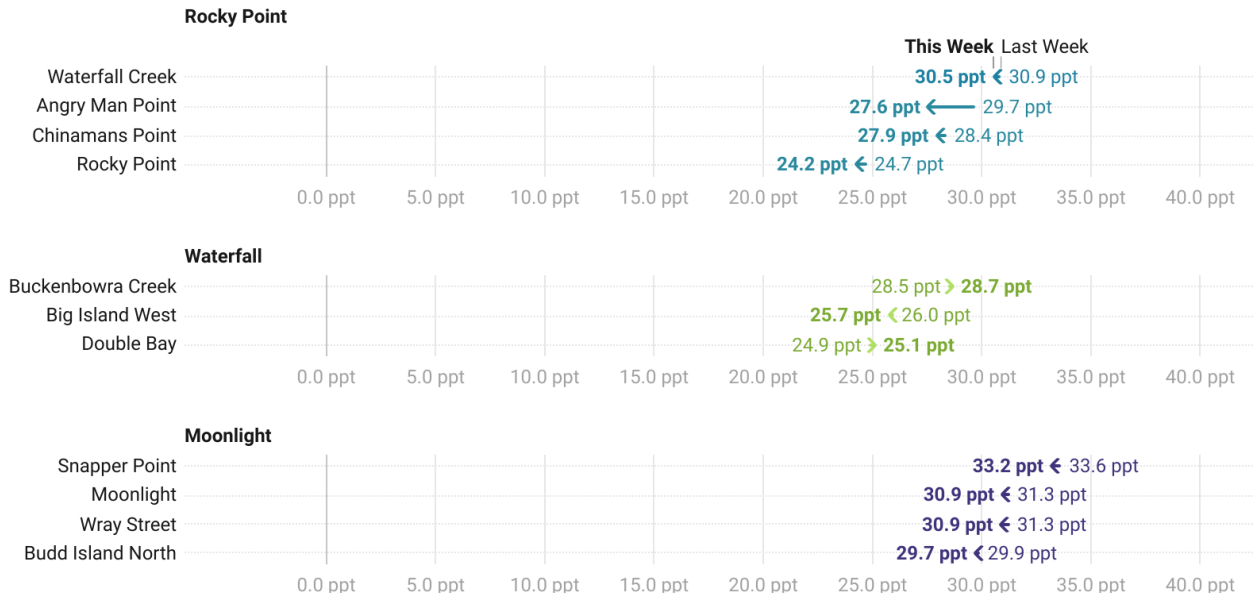 Rocky Point
This Week Last Week
Waterfall Creek 30.5 ppt 30.9 ppt
Angry Man Point 27.6 ppt 29.7 ppt
Chinamans Point 27.9 ppt 28.4 ppt
Rocky Point 24.2 ppt 24.7 ppt
0.0 ppt 5.0 ppt 10.0 ppt 15.0 ppt 20.0 ppt 25.0 ppt 30.0 ppt 35.0 ppt 40.0 ppt
Waterfall
Buckenbowra Creek 28.5 ppt 28.7 ppt
Big Island West 25.7 ppt 26.0 ppt
Double Bay 24.9 ppt 25.1 ppt
0.0 ppt 5.0 ppt 10.0 ppt 15.0 ppt 20.0 ppt 25.0 ppt 30.0 ppt 35.0 ppt 40.0 ppt
Moonlight
Snapper Point 33.2 ppt 33.6 ppt
Moonlight 30.9 ppt 31.3 ppt
Wray Street 30.9 ppt 31.3 ppt
Budd Island North 29.7 ppt 29.9 ppt
0.0 ppt 5.0 ppt 10.0 ppt 15.0 ppt 20.0 ppt 25.0 ppt 30.0 ppt 35.0 ppt 40.0 ppt